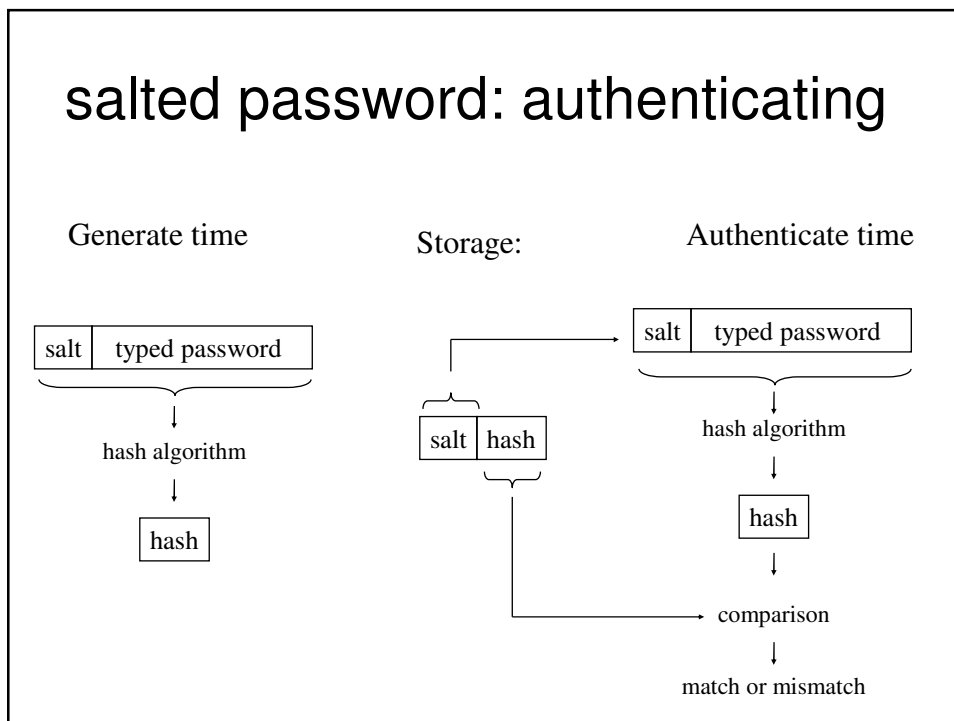 salted password: authenticating
Generate time
salt typed password
hash algorithm
hash
Storage:
salt hash
Authenticate time
salt typed password
hash algorithm
hash
comparison
match or mismatch